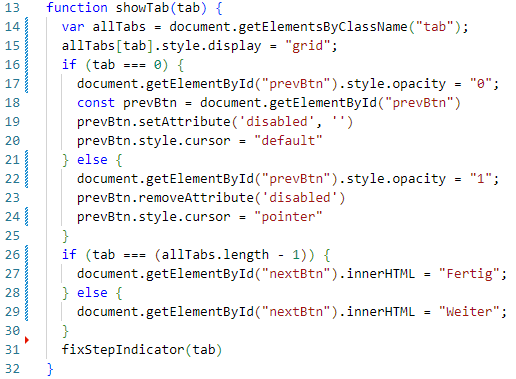 13 function showTab(tab) {
14   var allTabs = document.getElementsByClassName("tab");
15   allTabs[tab].style.display = "grid";
16   if (tab === 0) {
17     document.getElementById("prevBtn").style.opacity = "0";
18     const prevBtn = document.getElementById("prevBtn")
19     prevBtn.setAttribute('disabled', '')
20     prevBtn.style.cursor = "default"
21   } else {
22     document.getElementById("prevBtn").style.opacity = "1";
23     prevBtn.removeAttribute('disabled')
24     prevBtn.style.cursor = "pointer"
25   }
26   if (tab === (allTabs.length - 1)) {
27     document.getElementById("nextBtn").innerHTML = "Fertig";
28   } else {
29     document.getElementById("nextBtn").innerHTML = "Weiter";
30   }
31   fixStepIndicator(tab)
32 }